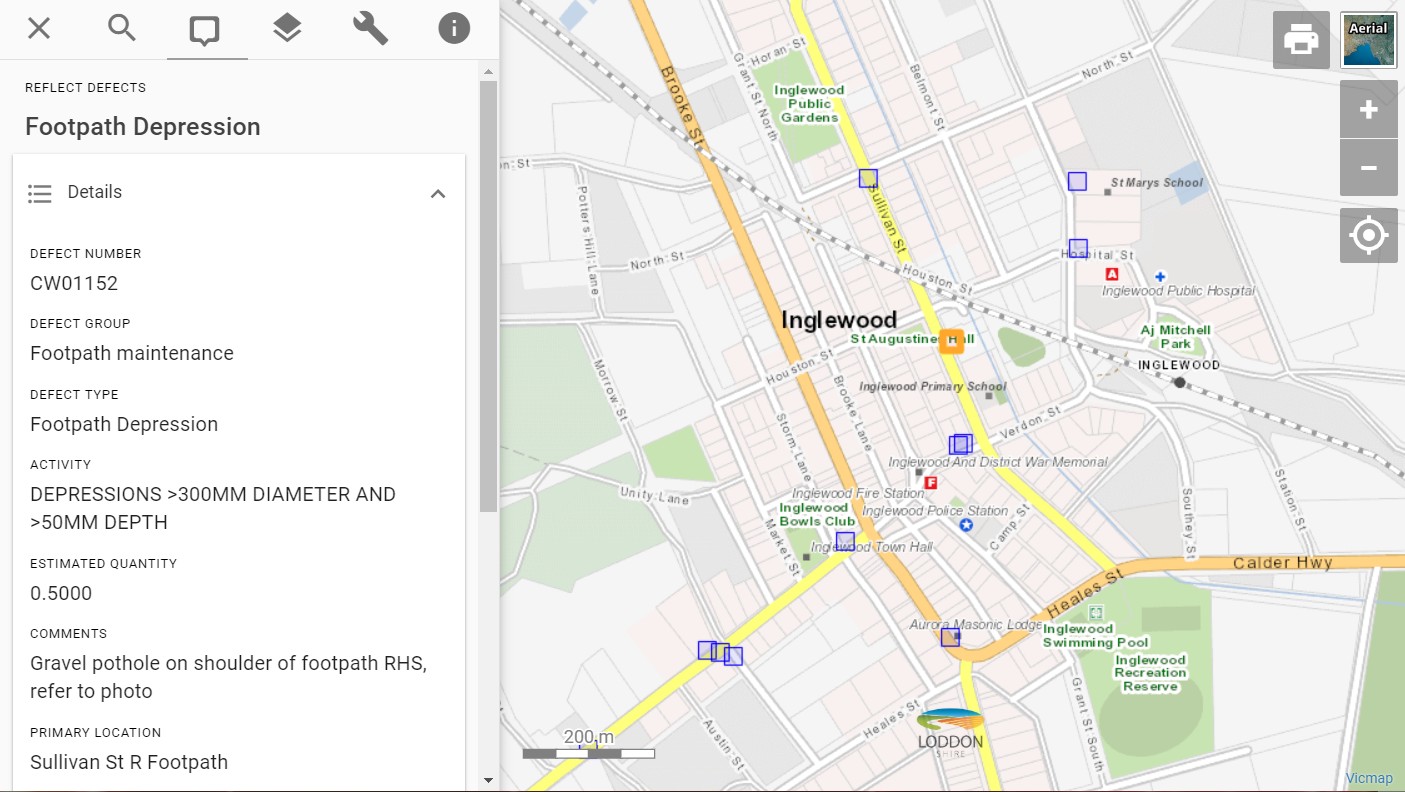 REFLECT DEFECTS
Footpath Depression
Details
DEFECT NUMBER
CW01152
DEFECT GROUP
Footpath maintenance
DEFECT TYPE
Footpath Depression
ACTIVITY
DEPRESSIONS >300MM DIAMETER AND
>50MM DEPTH
ESTIMATED QUANTITY
0.5000
COMMENTS
Gravel pothole on shoulder of footpath RHS,
refer to photo
PRIMARY LOCATION
Sullivan St R Footpath
Aerial
Horan St
Grant St North
Brooke St
Belmont St
North St
Inglewood
Public
Gardens
St Marys School
Sullivan St
Potters Hill Lane
North St
Hospital St
A
Inglewood Public Hospital
Houston St
Inglewood
St Augustines Hall
Aj Mitchell
Park
INGLEWOOD
Houston St
Inglewood Primary School
Morrow St
Brooke Lane
Storm Lane
Verdon St
Inglewood And District War Memorial
F
Unity Lane
Inglewood Fire Station
Inglewood
Bowls Club
Inglewood Police Station
Camp St
Southey St
Station St
Market St
Inglewood Town Hall
Calder Hwy
Heales St
Aurora Masonic Lodge
Inglewood
Swimming Pool
Inglewood
Recreation
Reserve
Grant St South
Heales St
Austin St
LODDON
SHIRE
200 m
Vicmap